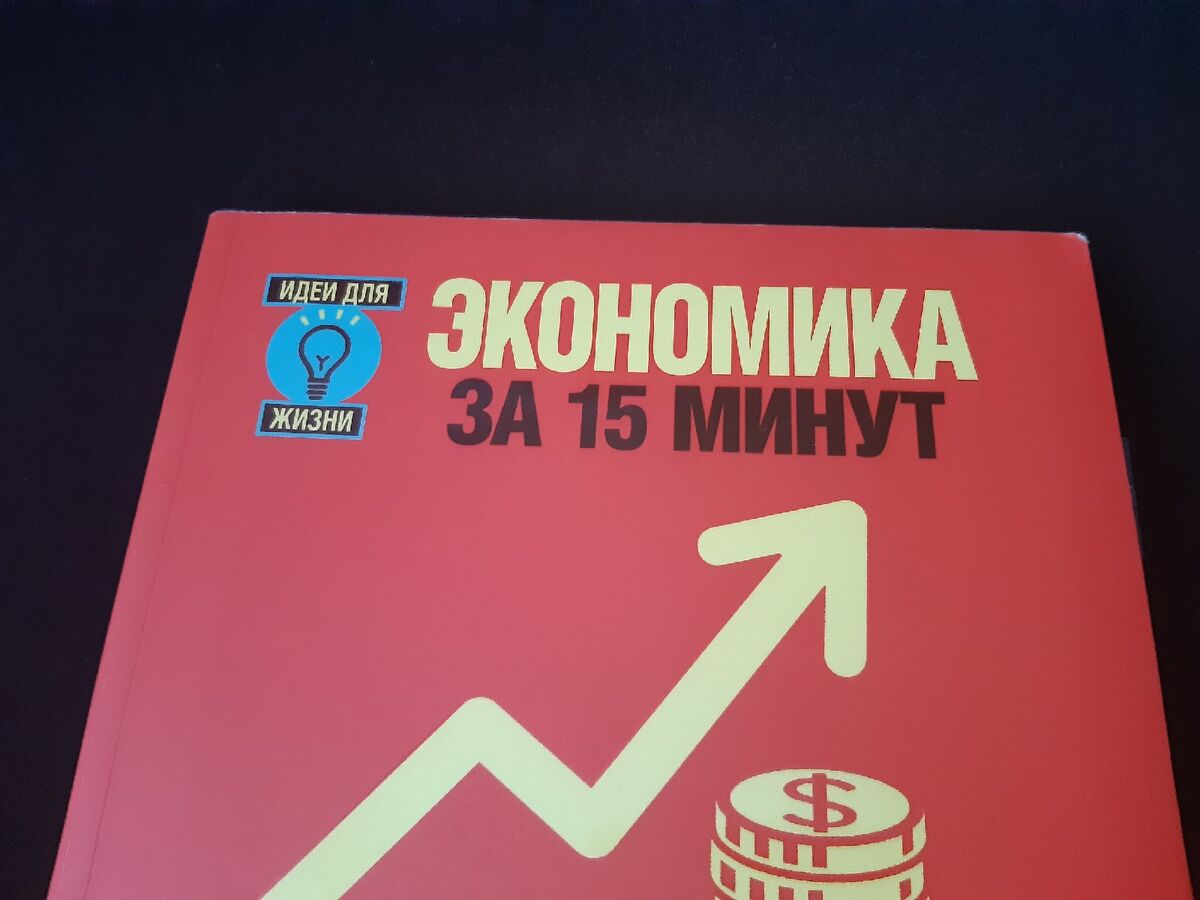 ИДЕИ ДЛЯ
ЖИЗНИ
ЭКОНОМИКА
ЗА 15 МИНУТ
$